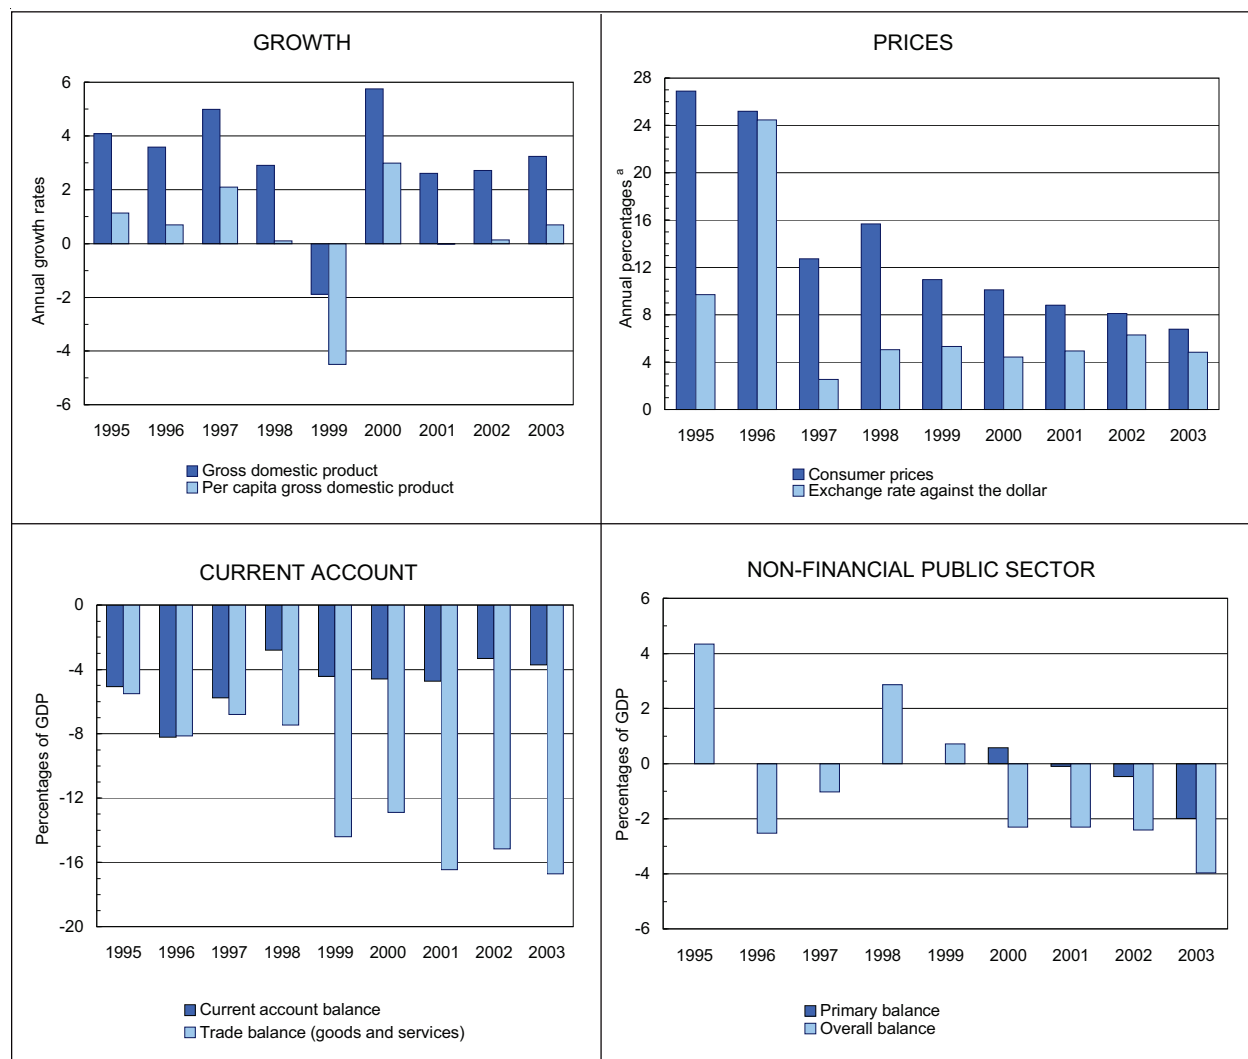 GROWTH
6
4
2
0
-2
-4
-6
Annual growth rates
1995 1996 1997 1998 1999 2000 2001 2002 2003
Gross domestic product
Per capita gross domestic product
PRICES
28
24
20
16
12
8
4
0
Annual percentages a
1995 1996 1997 1998 1999 2000 2001 2002 2003
Consumer prices
Exchange rate against the dollar
CURRENT ACCOUNT
0
-4
-8
-12
-16
-20
Percentages of GDP
1995 1996 1997 1998 1999 2000 2001 2002 2003
Current account balance
Trade balance (goods and services)
NON-FINANCIAL PUBLIC SECTOR
6
4
2
0
-2
-4
-6
Percentages of GDP
1995 1996 1997 1998 1999 2000 2001 2002 2003
Primary balance
Overall balance